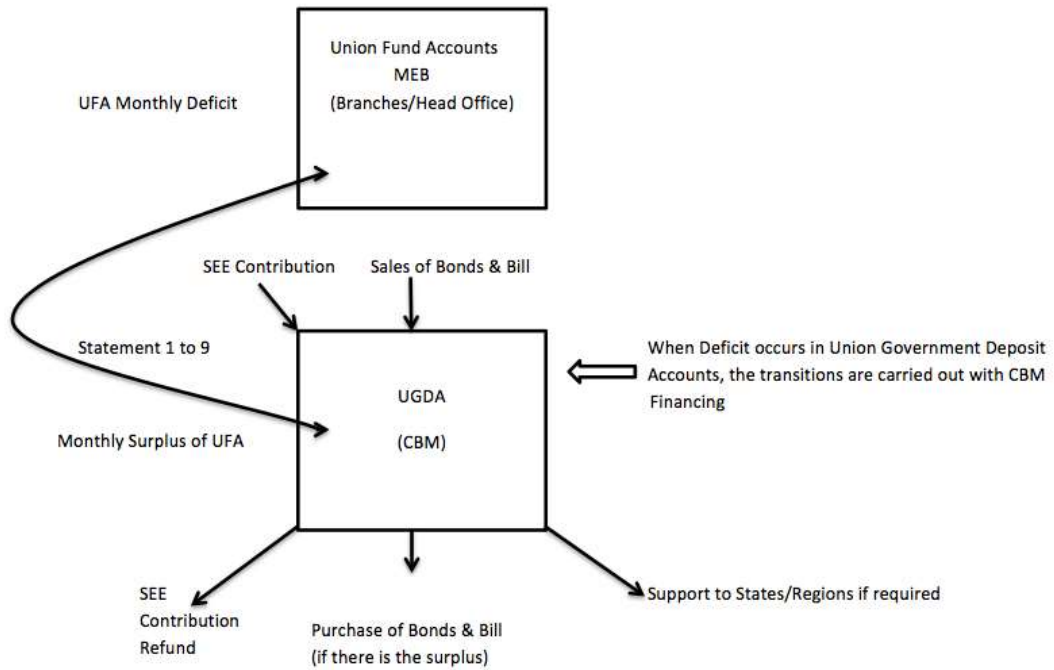 Union Fund Accounts
MEB
(Branches/Head Office)
UFA Monthly Deficit
SEE Contribution
Sales of Bonds & Bill
Statement 1 to 9
When Deficit occurs in Union Government Deposit
Accounts, the transitions are carried out with CBM
Financing
UGDA
(CBM)
Monthly Surplus of UFA
SEE
Contribution
Refund
Purchase of Bonds & Bill
(if there is the surplus)
Support to States/Regions if required